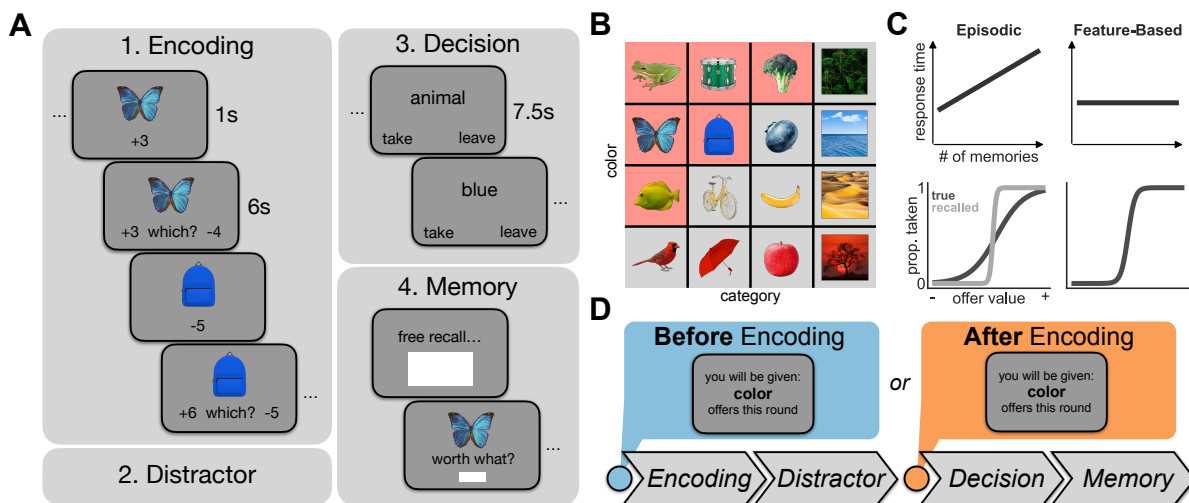 A
1. Encoding
...
+3
1s
+3 which? -4
6s
-5
+6 which? -5
...
2. Distractor
3. Decision
...
animal
take leave
7.5s
blue
take leave
...
4. Memory
free recall...
worth what?
...
B
color
category
C
Episodic
Feature-Based
response time
# of memories
prop. taken
1
0
true
recalled
- offer value +
D
Before Encoding
you will be given:
color
offers this round
or
After Encoding
you will be given:
color
offers this round
Encoding
Distractor
Decision
Memory